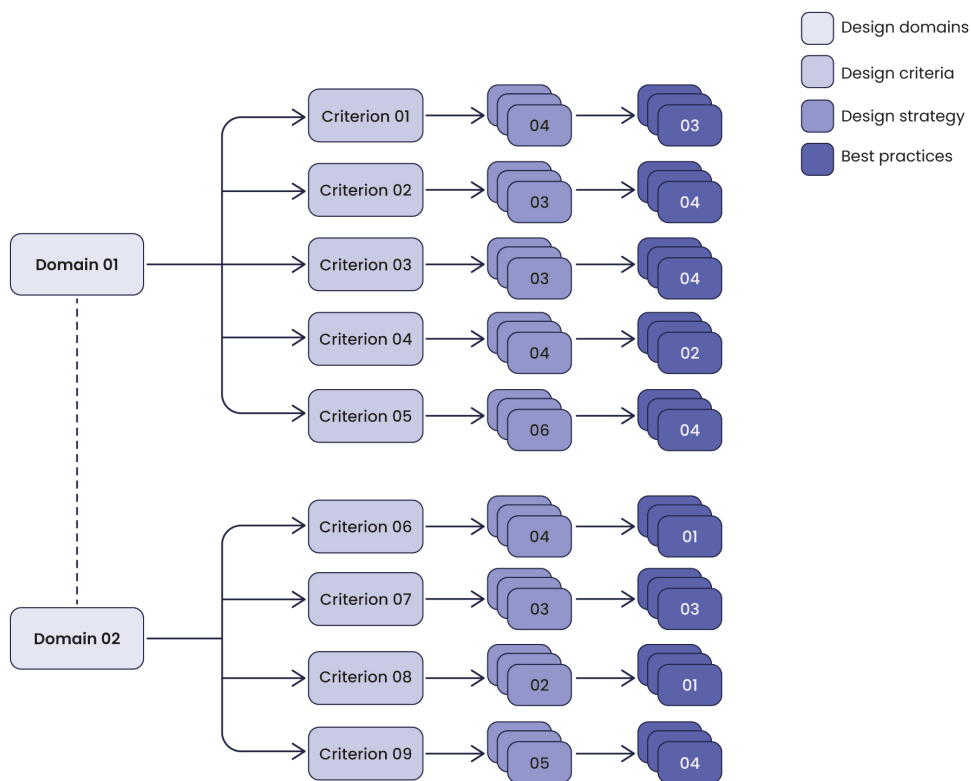 Design domains
Design criteria
Design strategy
Best practices
Domain 01
Criterion 01
04
03
Criterion 02
03
04
Criterion 03
03
04
Criterion 04
04
02
Criterion 05
06
04
Domain 02
Criterion 06
04
01
Criterion 07
03
03
Criterion 08
02
01
Criterion 09
05
04